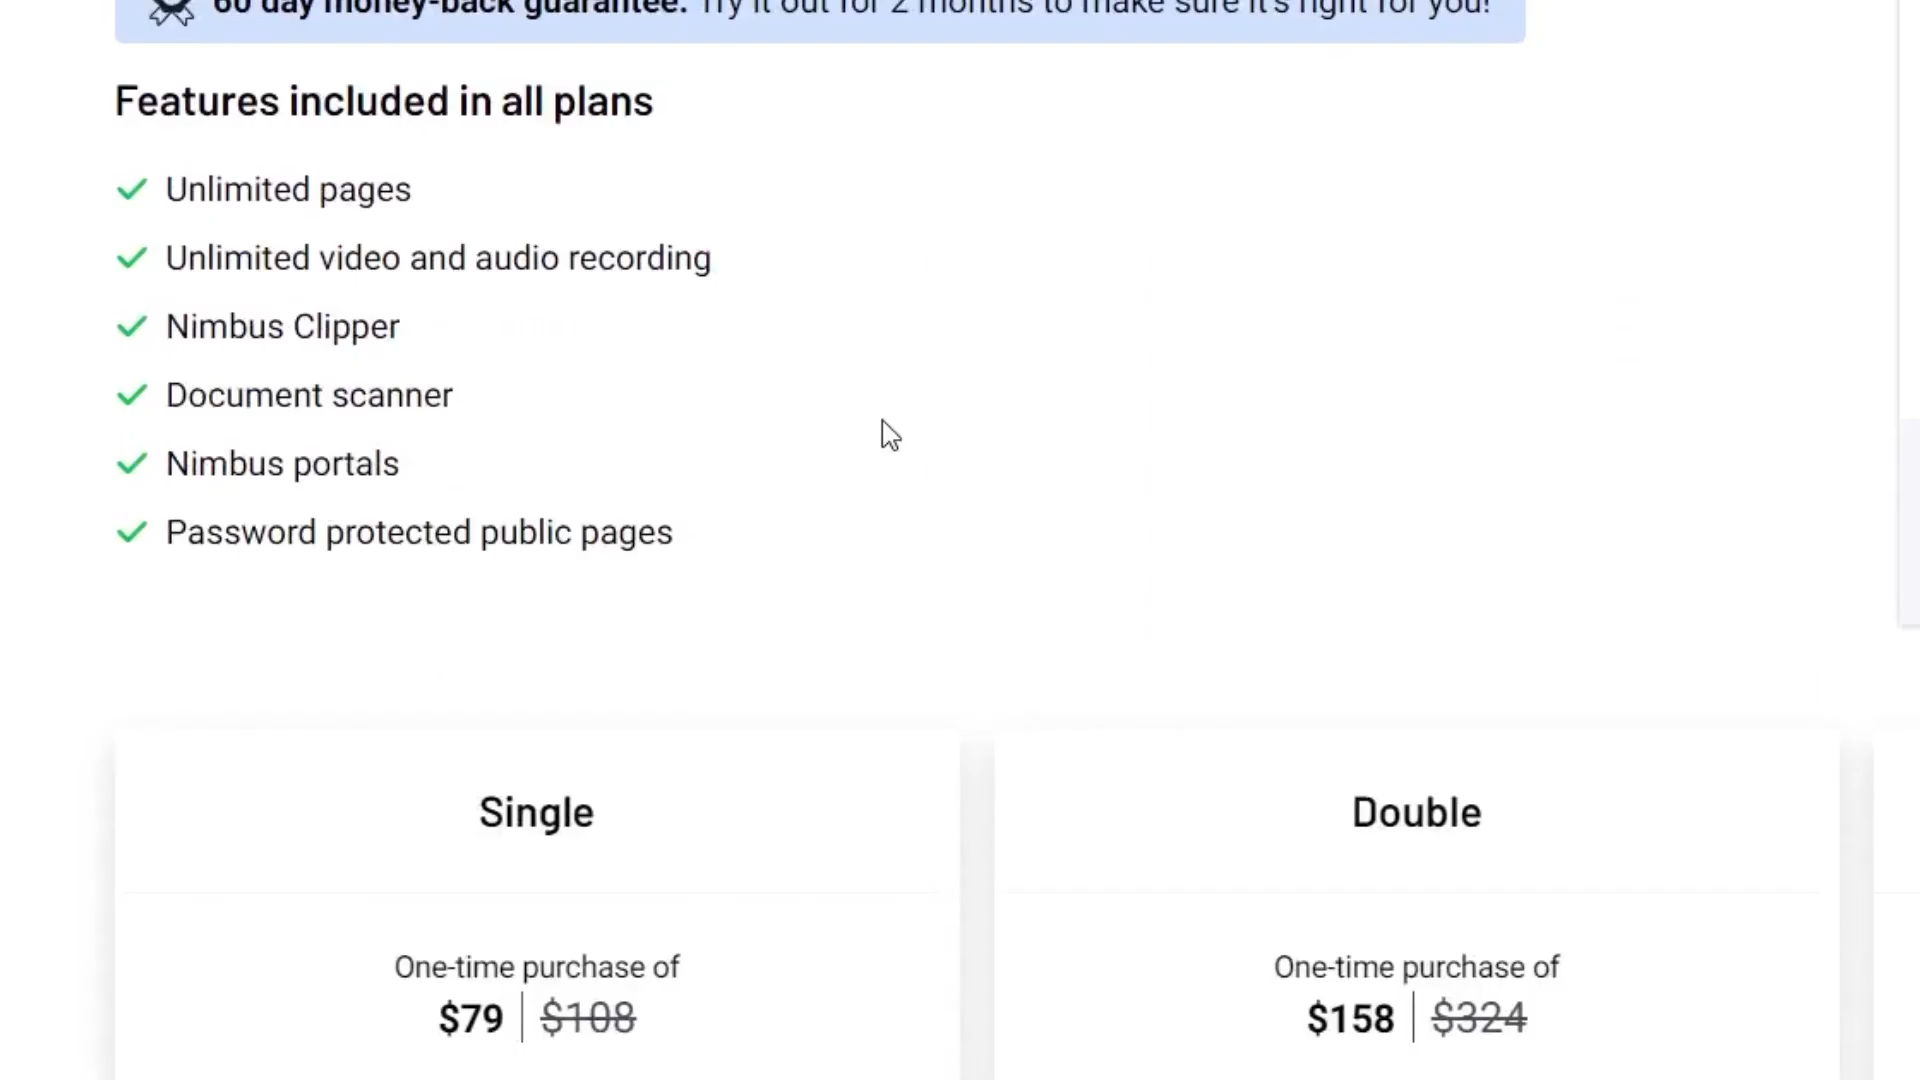 60 day money-back guarantee. Try it out for 2 months to make sure it's right for you!
Features included in all plans
Unlimited pages
Unlimited video and audio recording
Nimbus Clipper
Document scanner
Nimbus portals
Password protected public pages
Single
Double
One-time purchase of
$79 $108
One-time purchase of
$158 $324